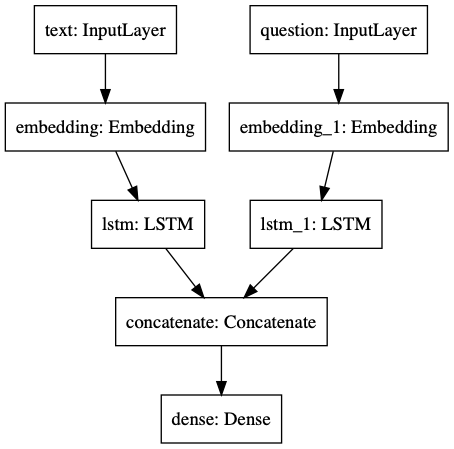 text: InputLayer
question: InputLayer
embedding: Embedding
embedding_1: Embedding
lstm: LSTM
lstm_1: LSTM
concatenate: Concatenate
dense: Dense